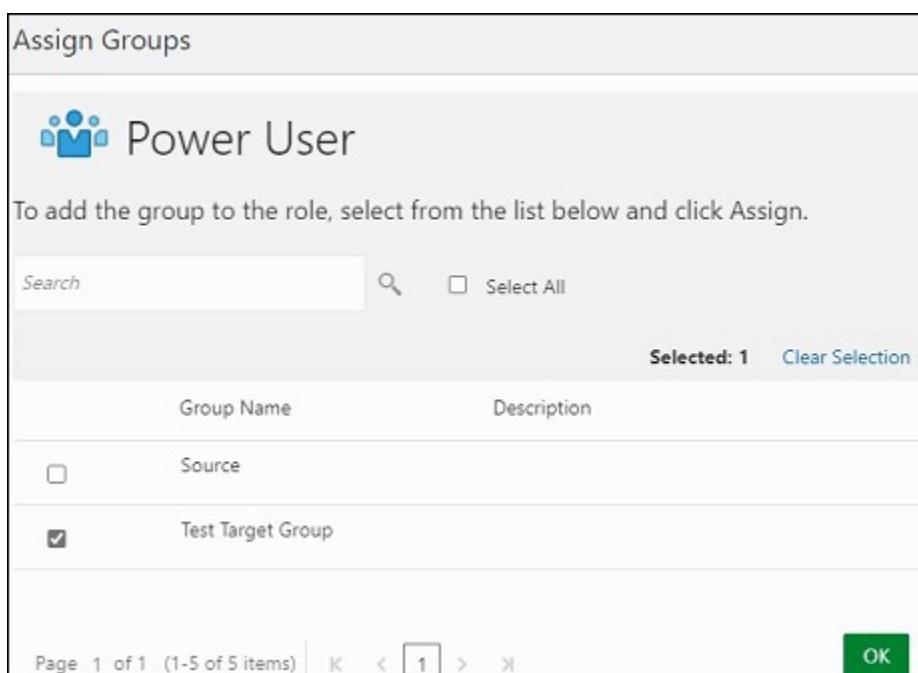 Assign Groups
Power User
To add the group to the role, select from the list below and click Assign.
Search Select All
Selected: 1 Clear Selection
Group Name Description
Source
Test Target Group
Page 1 of 1 (1-5 of 5 items) K < 1 > >| OK